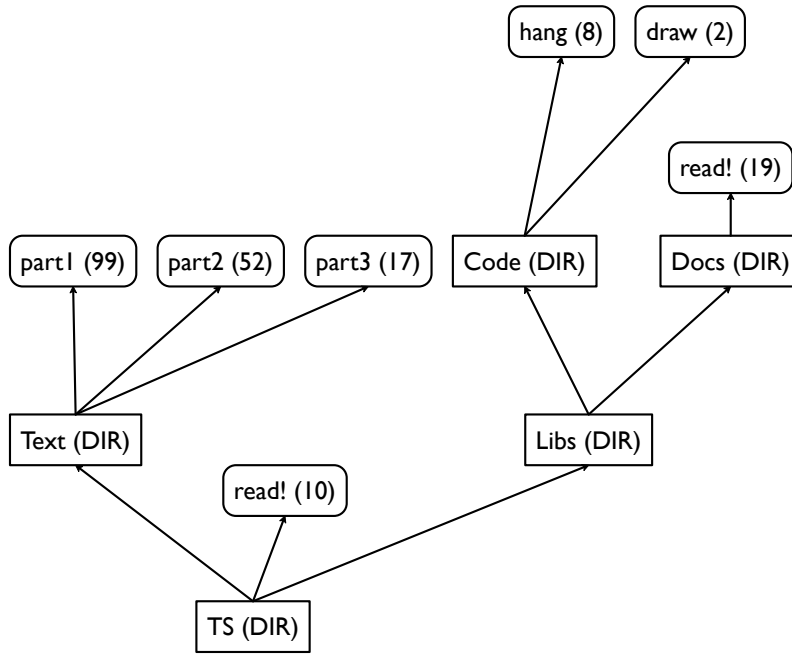 hang (8)
draw (2)
read! (19)
part1 (99)
part2 (52)
part3 (17)
Code (DIR)
Docs (DIR)
Text (DIR)
Libs (DIR)
read! (10)
TS (DIR)